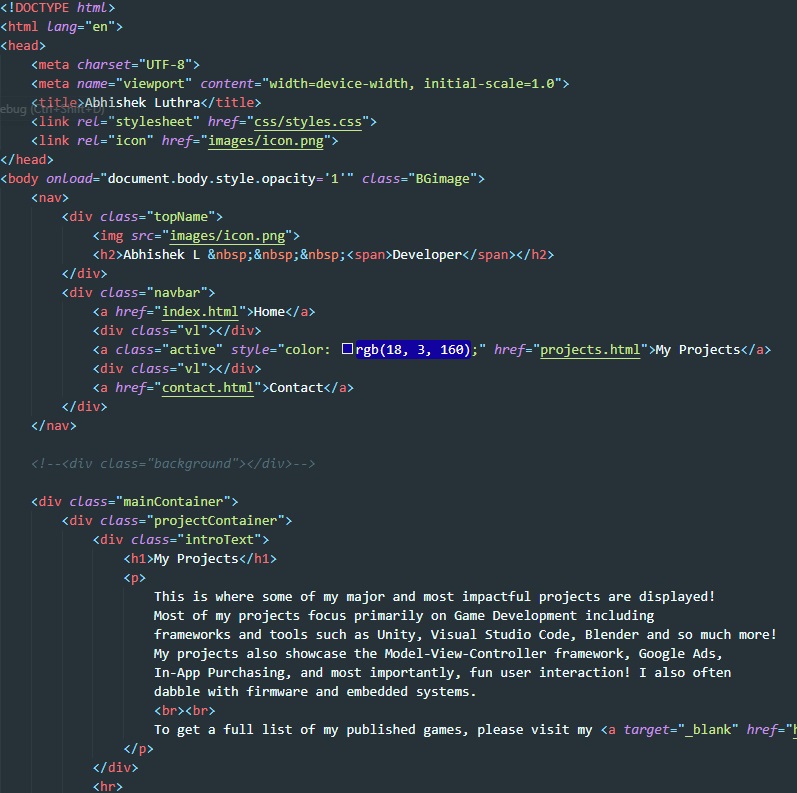 <!DOCTYPE html>
<html lang="en">
<head>
    <meta charset="UTF-8">
    <meta name="viewport" content="width=device-width, initial-scale=1.0">
    <title>Abhishek Luthra</title>
ebug (Ctrl+Shift+D)
    <link rel="stylesheet" href="css/styles.css">
    <link rel="icon" href="images/icon.png">
</head>
<body onload="document.body.style.opacity='1'" class="BGimage">
    <nav>
        <div class="topName">
            <img src="images/icon.png">
            <h2>Abhishek L &nbsp;&nbsp;&nbsp;<span>Developer</span></h2>
        </div>
        <div class="navbar">
            <a href="index.html">Home</a>
            <div class="vl"></div>
            <a class="active" style="color: rgb(18, 3, 160);" href="projects.html">My Projects</a>
            <div class="vl"></div>
            <a href="contact.html">Contact</a>
        </div>
    </nav>
    <!--<div class="background"></div>-->
    <div class="mainContainer">
        <div class="projectContainer">
            <div class="introText">
                <h1>My Projects</h1>
                <p>
                    This is where some of my major and most impactful projects are displayed!
                    Most of my projects focus primarily on Game Development including
                    frameworks and tools such as Unity, Visual Studio Code, Blender and so much more!
                    My projects also showcase the Model-View-Controller framework, Google Ads,
                    In-App Purchasing, and most importantly, fun user interaction! I also often
                    dabble with firmware and embedded systems.
                    <br><br>
                    To get a full list of my published games, please visit my <a target="_blank" href="h
                </p>
            </div>
            <hr>